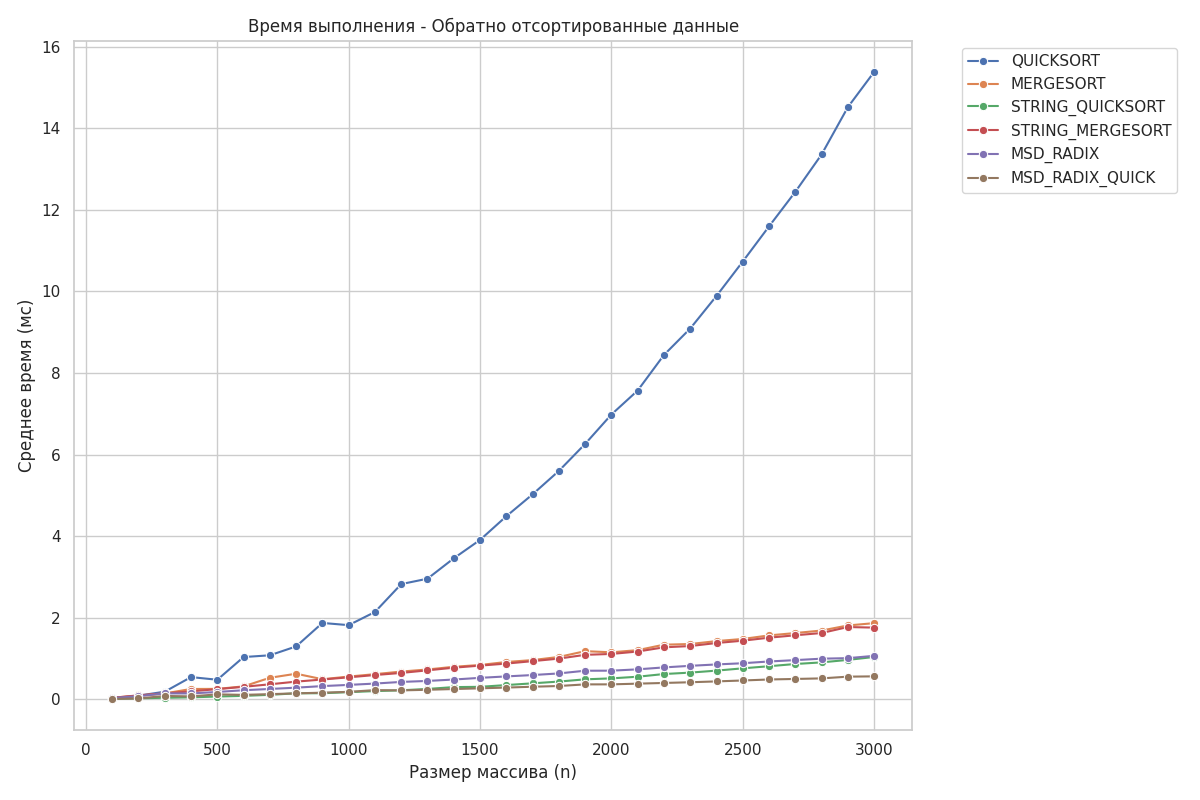 Время выполнения - Обратно отсортированные данные
Среднее время (мс)
16
14
12
10
8
6
4
2
0
0
500
1000
1500
2000
2500
3000
Размер массива (n)
QUICKSORT
MERGESORT
STRING_QUICKSORT
STRING_MERGESORT
MSD_RADIX
MSD_RADIX_QUICK